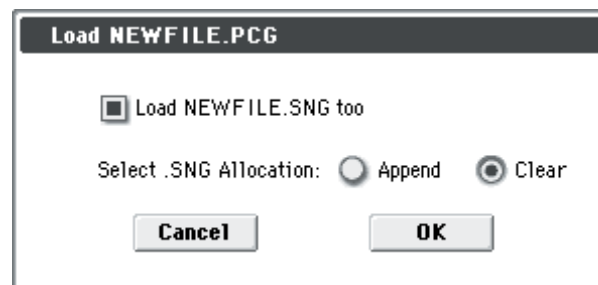 Load NEWFILE.PCG
Load NEWFILE.SNG too
Select .SNG Allocation: Append Clear
Cancel OK